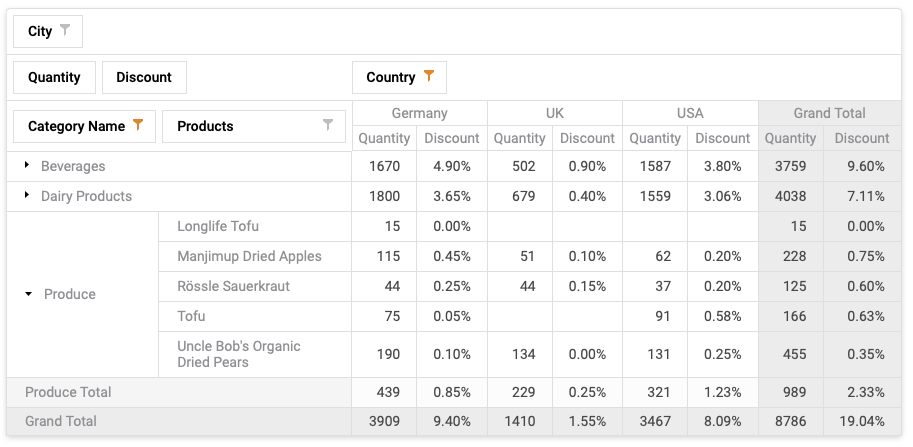 City
Quantity Discount Country
Category Name Products Germany UK USA Grand Total
Quantity Discount Quantity Discount Quantity Discount Quantity Discount
Beverages 1670 4.90% 502 0.90% 1587 3.80% 3759 9.60%
Dairy Products 1800 3.65% 679 0.40% 1559 3.06% 4038 7.11%
Longlife Tofu 15 0.00% 15 0.00%
Manjimup Dried Apples 115 0.45% 51 0.10% 62 0.20% 228 0.75%
Produce Rössle Sauerkraut 44 0.25% 44 0.15% 37 0.20% 125 0.60%
Tofu 75 0.05% 91 0.58% 166 0.63%
Uncle Bob's Organic
Dried Pears 190 0.10% 134 0.00% 131 0.25% 455 0.35%
Produce Total 439 0.85% 229 0.25% 321 1.23% 989 2.33%
Grand Total 3909 9.40% 1410 1.55% 3467 8.09% 8786 19.04%